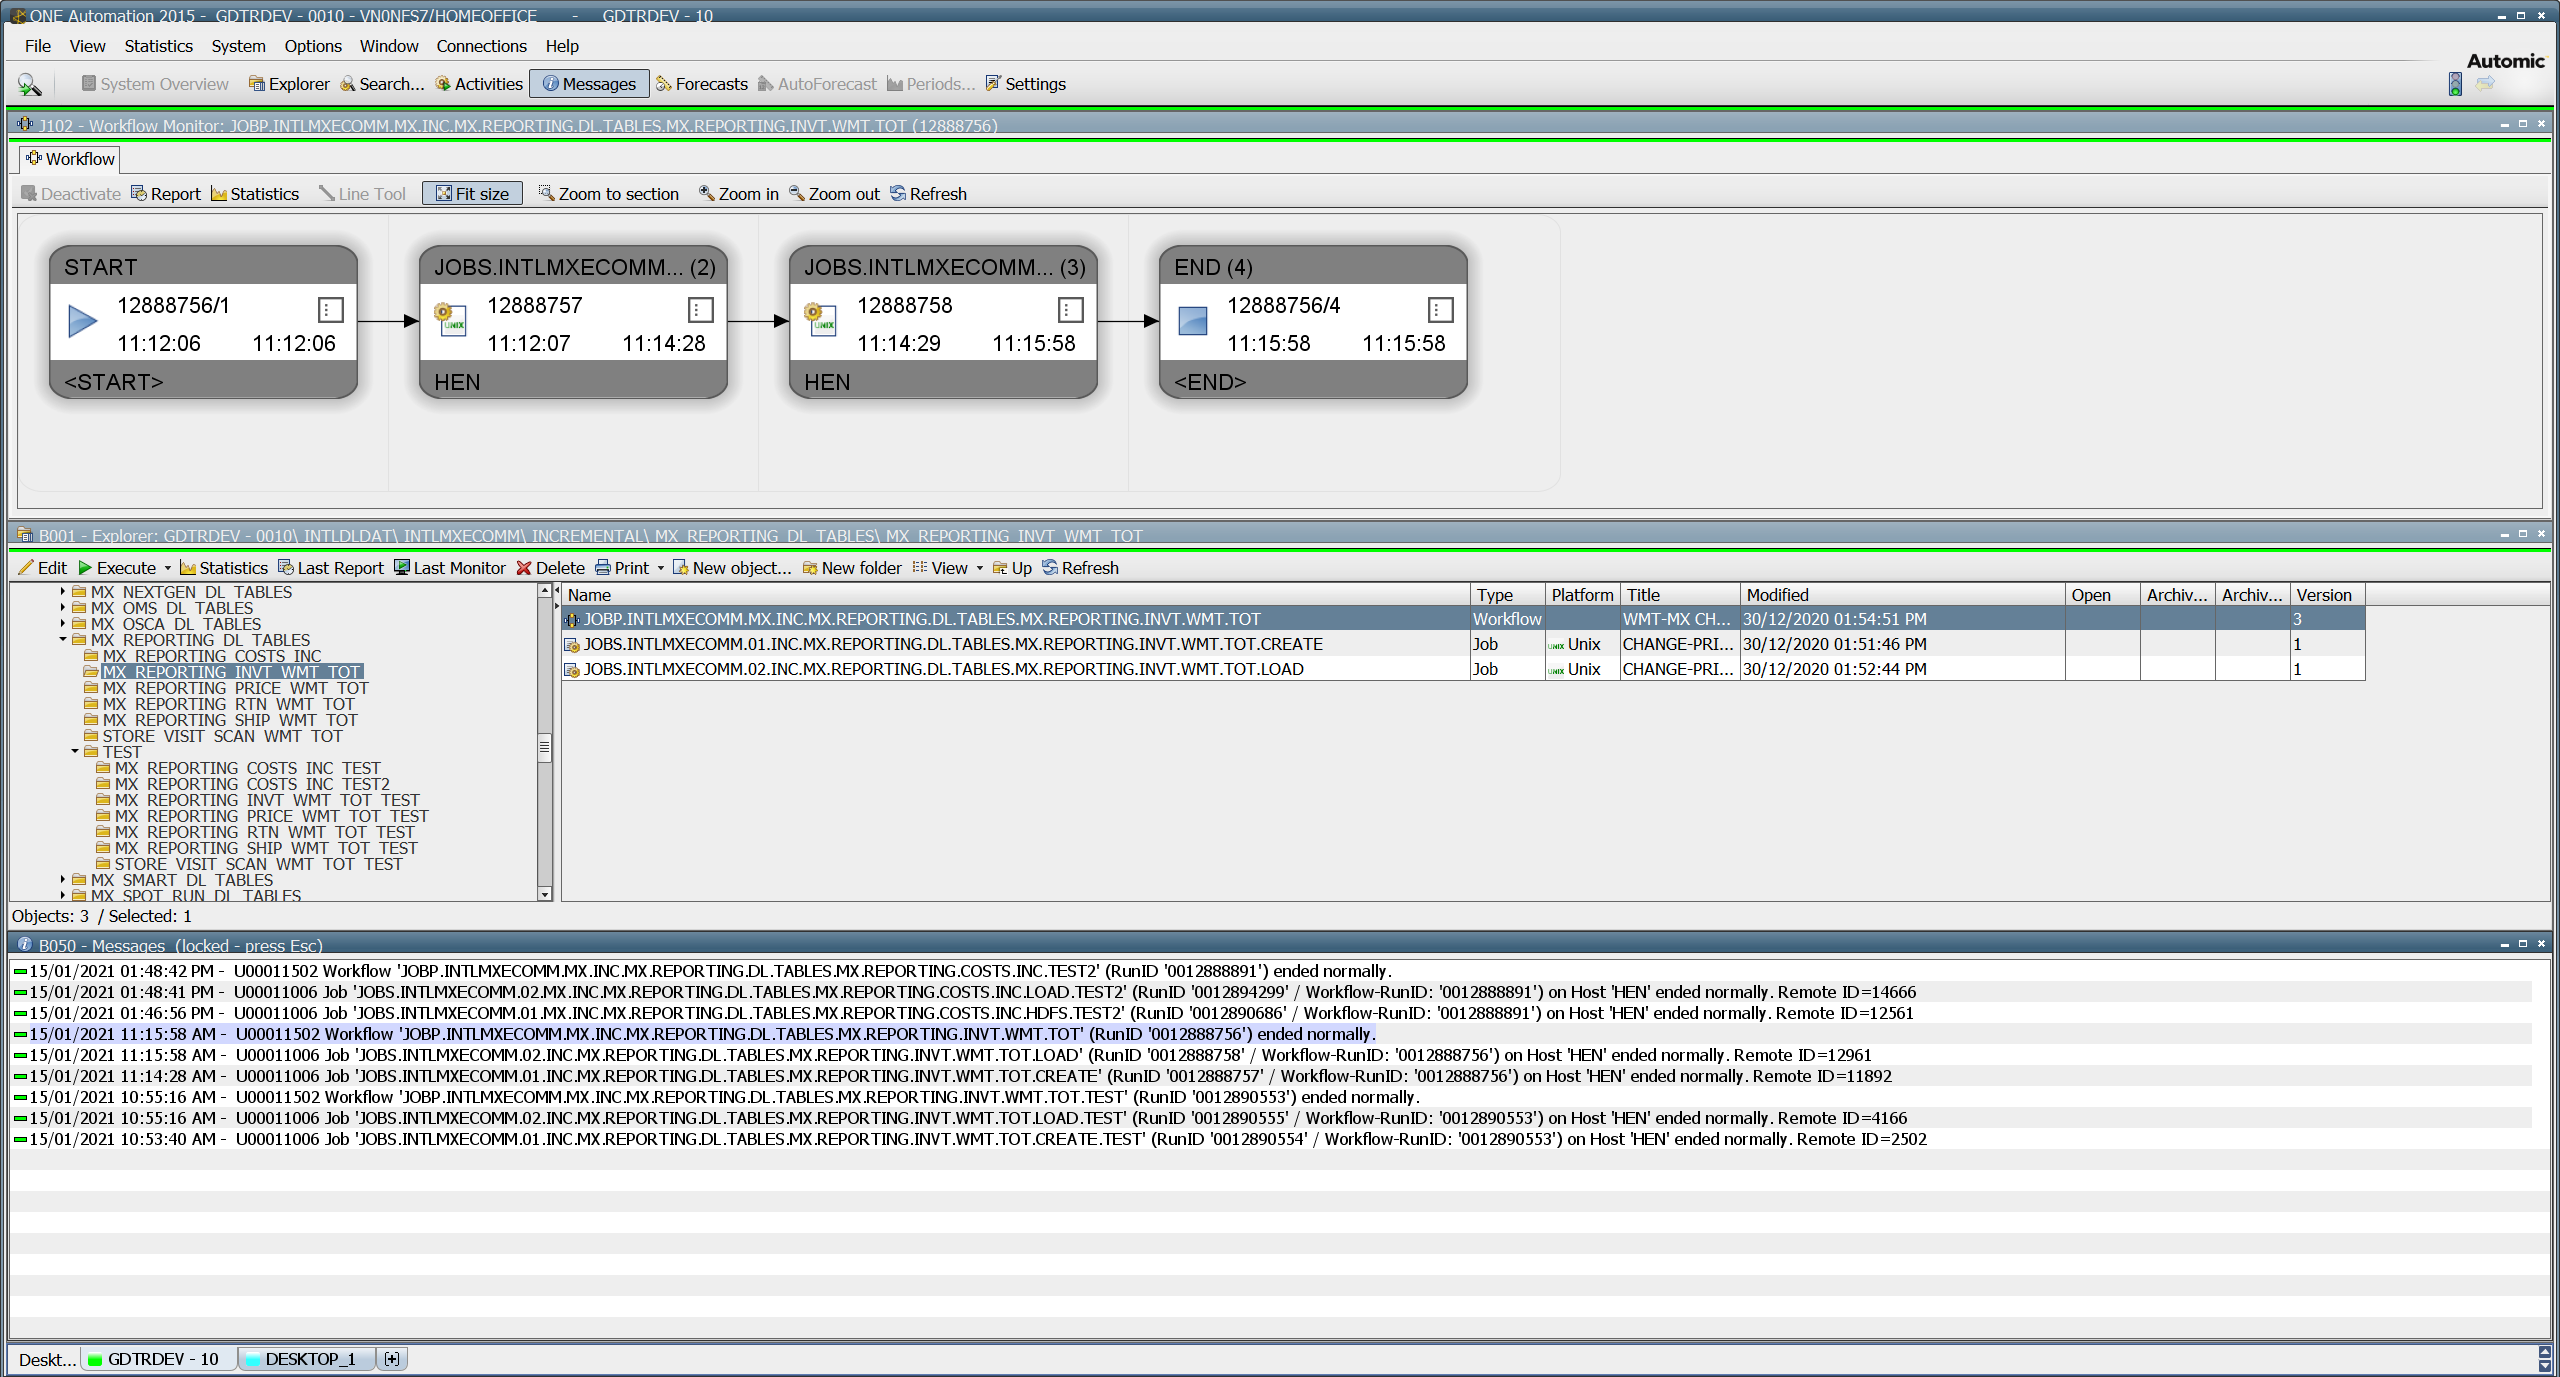 ONE Automation 2015 - GDTRDEV - 0010 - VN0NFS7/HOMEOFFICE - GDTRDEV - 10
File View Statistics System Options Window Connections Help
Automic
System Overview Explorer Search... Activities Messages Forecasts AutoForecast Periods... Settings
J102 - Workflow Monitor: JOBP.INTLMXECOMM.MX.INC.MX.REPORTING.DL.TABLES.MX.REPORTING.INVT.WMT.TOT (12888756)
Workflow
Deactivate Report Statistics Line Tool Fit size Zoom to section Zoom in Zoom out Refresh
START JOBS.INTLMXECOMM... (2) JOBS.INTLMXECOMM... (3) END (4)
12888756/1 12888757 12888758 12888756/4
UNIX UNIX
11:12:06 11:12:06 11:12:07 11:14:28 11:14:29 11:15:58 11:15:58 11:15:58
<START> HEN HEN <END>
B001 - Explorer: GDTRDEV - 0010\ INTLDLDAT\ INTLMXECOMM\ INCREMENTAL\ MX_REPORTING_DL_TABLES\ MX_REPORTING_INVT_WMT_TOT
Edit Execute Statistics Last Report Last Monitor Delete Print New object... New folder View Up Refresh
MX_NEXTGEN_DL_TABLES
MX_OMS_DL_TABLES
MX_OSCA_DL_TABLES
MX_REPORTING_DL_TABLES
MX_REPORTING_COSTS_INC
MX_REPORTING_INVT_WMT_TOT
MX_REPORTING_PRICE_WMT_TOT
MX_REPORTING_RTN_WMT_TOT
MX_REPORTING_SHIP_WMT_TOT
STORE_VISIT_SCAN_WMT_TOT
TEST
MX_REPORTING_COSTS_INC_TEST
MX_REPORTING_COSTS_INC_TEST2
MX_REPORTING_INVT_WMT_TOT_TEST
MX_REPORTING_PRICE_WMT_TOT_TEST
MX_REPORTING_RTN_WMT_TOT_TEST
MX_REPORTING_SHIP_WMT_TOT_TEST
STORE_VISIT_SCAN_WMT_TOT_TEST
MX_SMART_DL_TABLES
MX_SPOT_RUN_DL_TABLES
Name Type Platform Title Modified Open Archiv... Archiv... Version
JOBP.INTLMXECOMM.MX.INC.MX.REPORTING.DL.TABLES.MX.REPORTING.INVT.WMT.TOT Workflow WMT-MX CH... 30/12/2020 01:54:51 PM 3
JOBS.INTLMXECOMM.01.INC.MX.REPORTING.DL.TABLES.MX.REPORTING.INVT.WMT.TOT.CREATE Job UNIX Unix CHANGE-PRI... 30/12/2020 01:51:46 PM 1
JOBS.INTLMXECOMM.02.INC.MX.REPORTING.DL.TABLES.MX.REPORTING.INVT.WMT.TOT.LOAD Job UNIX Unix CHANGE-PRI... 30/12/2020 01:52:44 PM 1
Objects: 3 / Selected: 1
B050 - Messages (locked - press Esc)
15/01/2021 01:48:42 PM - U00011502 Workflow 'JOBP.INTLMXECOMM.MX.INC.MX.REPORTING.DL.TABLES.MX.REPORTING.COSTS.INC.TEST2' (RunID '0012888891') ended normally.
15/01/2021 01:48:41 PM - U00011006 Job 'JOBS.INTLMXECOMM.02.MX.INC.MX.REPORTING.DL.TABLES.MX.REPORTING.COSTS.INC.LOAD.TEST2' (RunID '0012894299' / Workflow-RunID: '0012888891') on Host 'HEN' ended normally. Remote ID=14666
15/01/2021 01:46:56 PM - U00011006 Job 'JOBS.INTLMXECOMM.01.MX.INC.MX.REPORTING.DL.TABLES.MX.REPORTING.COSTS.INC.HDFS.TEST2' (RunID '0012890686' / Workflow-RunID: '0012888891') on Host 'HEN' ended normally. Remote ID=12561
15/01/2021 11:15:58 AM - U00011502 Workflow 'JOBP.INTLMXECOMM.MX.INC.MX.REPORTING.DL.TABLES.MX.REPORTING.INVT.WMT.TOT' (RunID '0012888756') ended normally.
15/01/2021 11:15:58 AM - U00011006 Job 'JOBS.INTLMXECOMM.02.INC.MX.REPORTING.DL.TABLES.MX.REPORTING.INVT.WMT.TOT.LOAD' (RunID '0012888758' / Workflow-RunID: '0012888756') on Host 'HEN' ended normally. Remote ID=12961
15/01/2021 11:14:28 AM - U00011006 Job 'JOBS.INTLMXECOMM.01.INC.MX.REPORTING.DL.TABLES.MX.REPORTING.INVT.WMT.TOT.CREATE' (RunID '0012888757' / Workflow-RunID: '0012888756') on Host 'HEN' ended normally. Remote ID=11892
15/01/2021 10:55:16 AM - U00011502 Workflow 'JOBP.INTLMXECOMM.MX.INC.MX.REPORTING.DL.TABLES.MX.REPORTING.INVT.WMT.TOT.TEST' (RunID '0012890553') ended normally.
15/01/2021 10:55:16 AM - U00011006 Job 'JOBS.INTLMXECOMM.02.INC.MX.REPORTING.DL.TABLES.MX.REPORTING.INVT.WMT.TOT.LOAD.TEST' (RunID '0012890555' / Workflow-RunID: '0012890553') on Host 'HEN' ended normally. Remote ID=4166
15/01/2021 10:53:40 AM - U00011006 Job 'JOBS.INTLMXECOMM.01.INC.MX.REPORTING.DL.TABLES.MX.REPORTING.INVT.WMT.TOT.CREATE.TEST' (RunID '0012890554' / Workflow-RunID: '0012890553') on Host 'HEN' ended normally. Remote ID=2502
Deskt... GDTRDEV - 10 DESKTOP_1 [+]